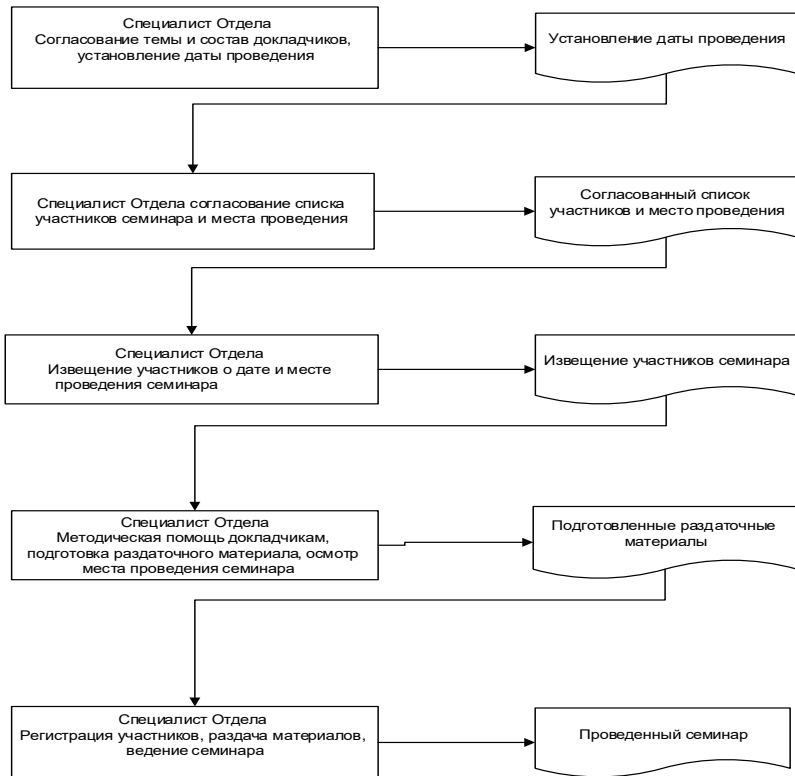 Специалист Отдела
Согласование темы и состав докладчиков,
установление даты проведения
Установление даты проведения
Специалист Отдела согласование списка
участников семинара и места проведения
Согласованный список
участников и место проведения
Специалист Отдела
Извещение участников о дате и месте
проведения семинара
Извещение участников семинара
Специалист Отдела
Методическая помощь докладчикам,
подготовка раздаточного материала, осмотр
места проведения семинара
Подготовленные раздаточные
материалы
Специалист Отдела
Регистрация участников, раздача материалов,
ведение семинара
Проведенный семинар